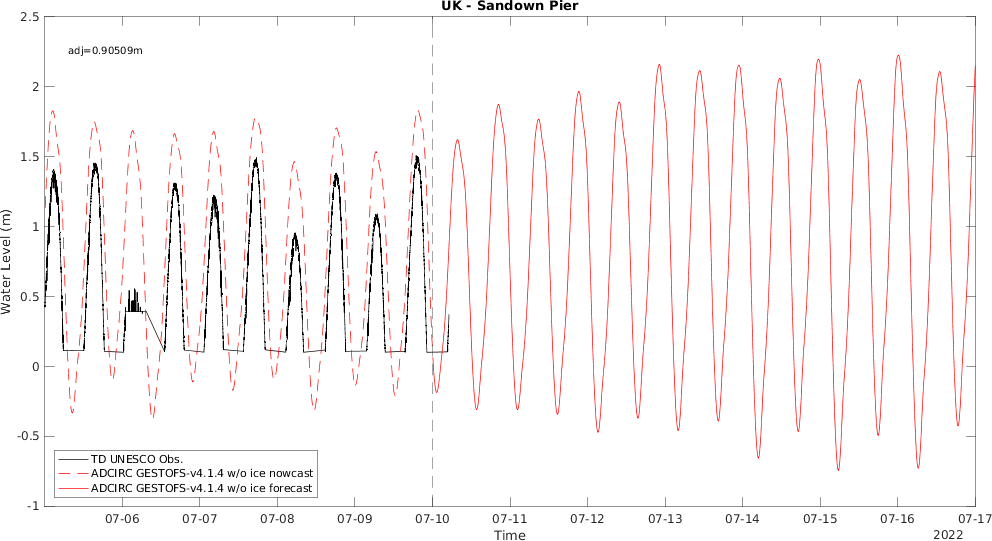 UK - Sandown Pier
adj=0.90509m
Water Level (m)
2.5
2
1.5
1
0.5
0
-0.5
-1
TD UNESCO Obs.
ADCIRC GESTOFS-v4.1.4 w/o ice nowcast
ADCIRC GESTOFS-v4.1.4 w/o ice forecast
07-06 07-07 07-08 07-09 07-10 07-11 07-12 07-13 07-14 07-15 07-16 07-17
Time
2022